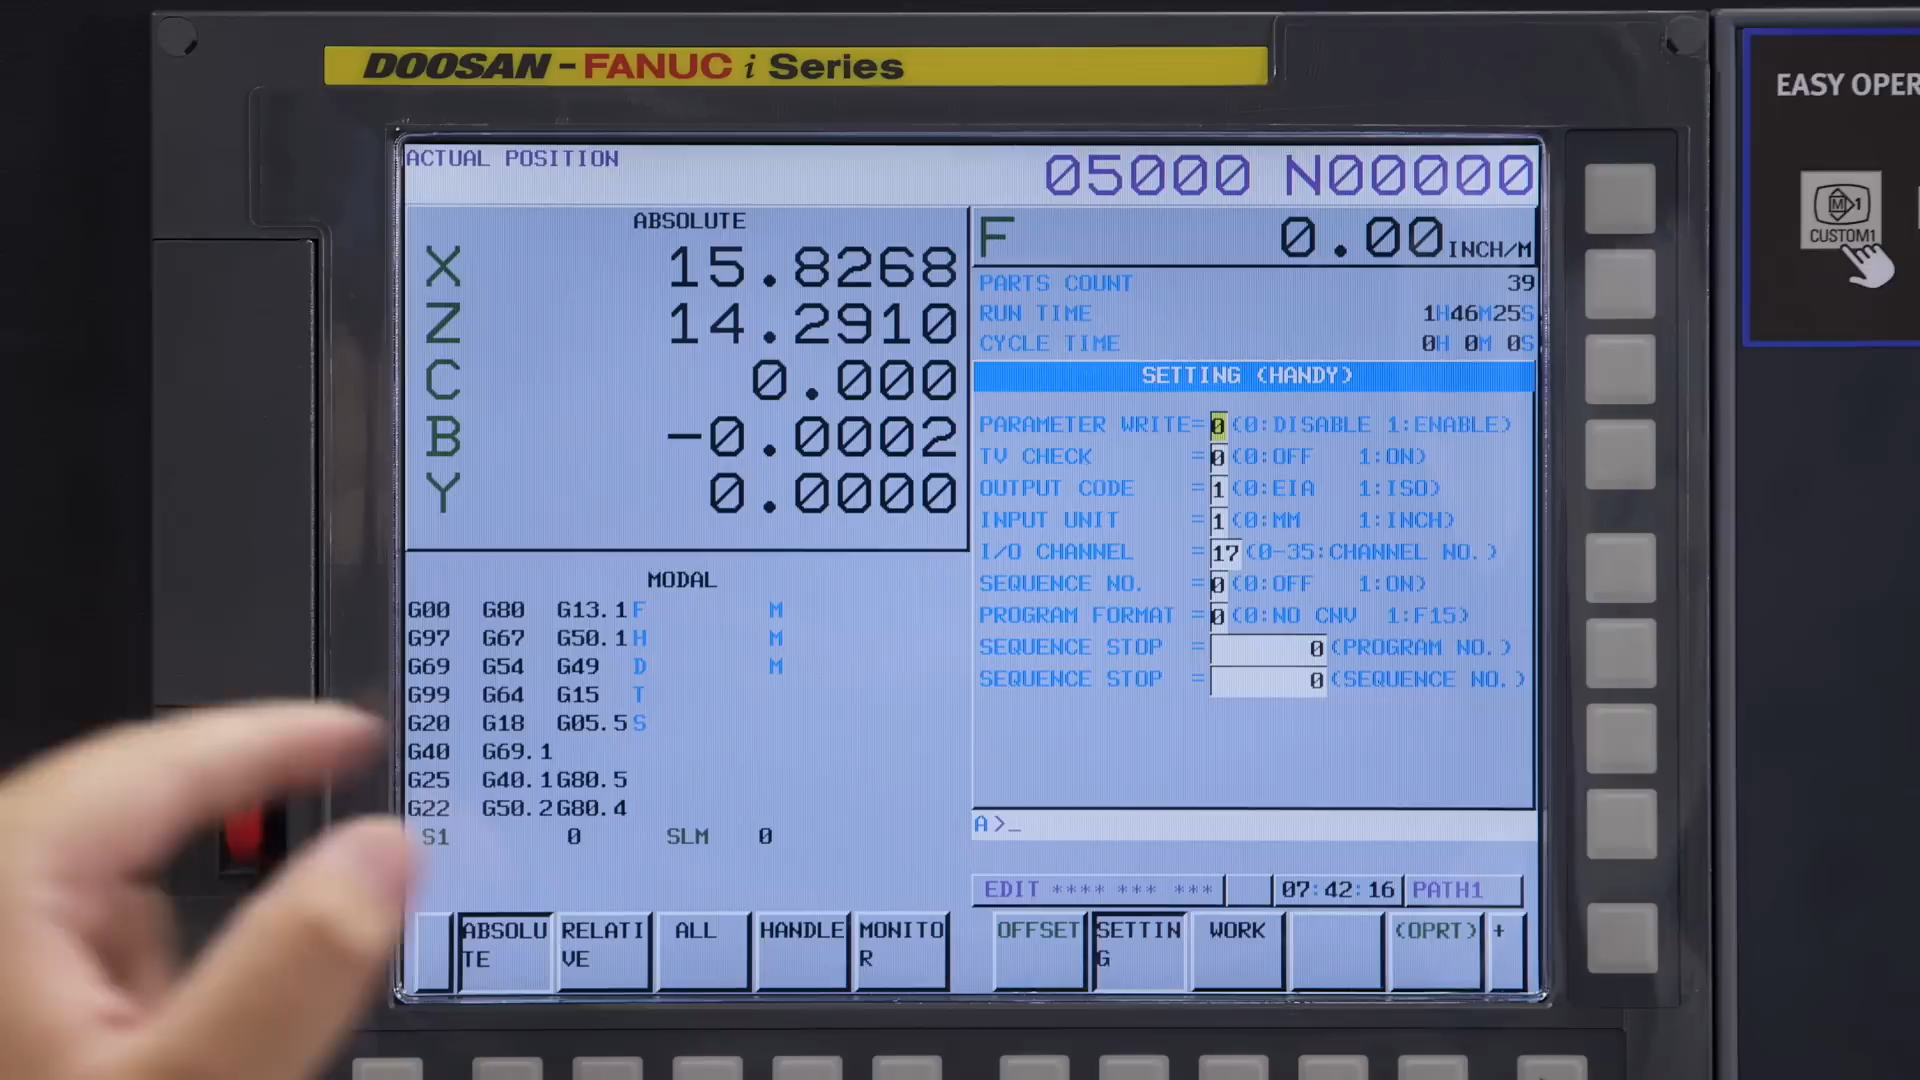 DOOSAN - FANUC i Series
EASY OPER
CUSTOM1
ACTUAL POSITION
O5000 N00000
ABSOLUTE
X 15.8268
Z 14.2910
C 0.000
B -0.0002
Y 0.0000
F 0.00 INCH/M
PARTS COUNT 39
RUN TIME 1H46M25S
CYCLE TIME 0H 0M 0S
SETTING (HANDY)
PARAMETER WRITE=0(0:DISABLE 1:ENABLE)
TV CHECK =0(0:OFF 1:ON)
OUTPUT CODE =1(0:EIA 1:ISO)
INPUT UNIT =1(0:MM 1:INCH)
I/O CHANNEL =17(0-35:CHANNEL NO.)
SEQUENCE NO. =0(0:OFF 1:ON)
PROGRAM FORMAT =0(0:NO CNV 1:F15)
SEQUENCE STOP = 0(PROGRAM NO.)
SEQUENCE STOP = 0(SEQUENCE NO.)
MODAL
G00 G80 G13.1 F M
G97 G67 G50.1 H M
G69 G54 G49 D M
G99 G64 G15 T
G20 G18 G05.5 S
G40 G69.1
G25 G40.1 G80.5
G22 G50.2 G80.4
S1 0 SLM 0
A>_
EDIT **** *** *** 07:42:16 PATH1
ABSOLU
TE
RELATI
VE
ALL
HANDLE
MONITO
R
OFFSET
SETTIN
G
WORK
(OPRT)
+